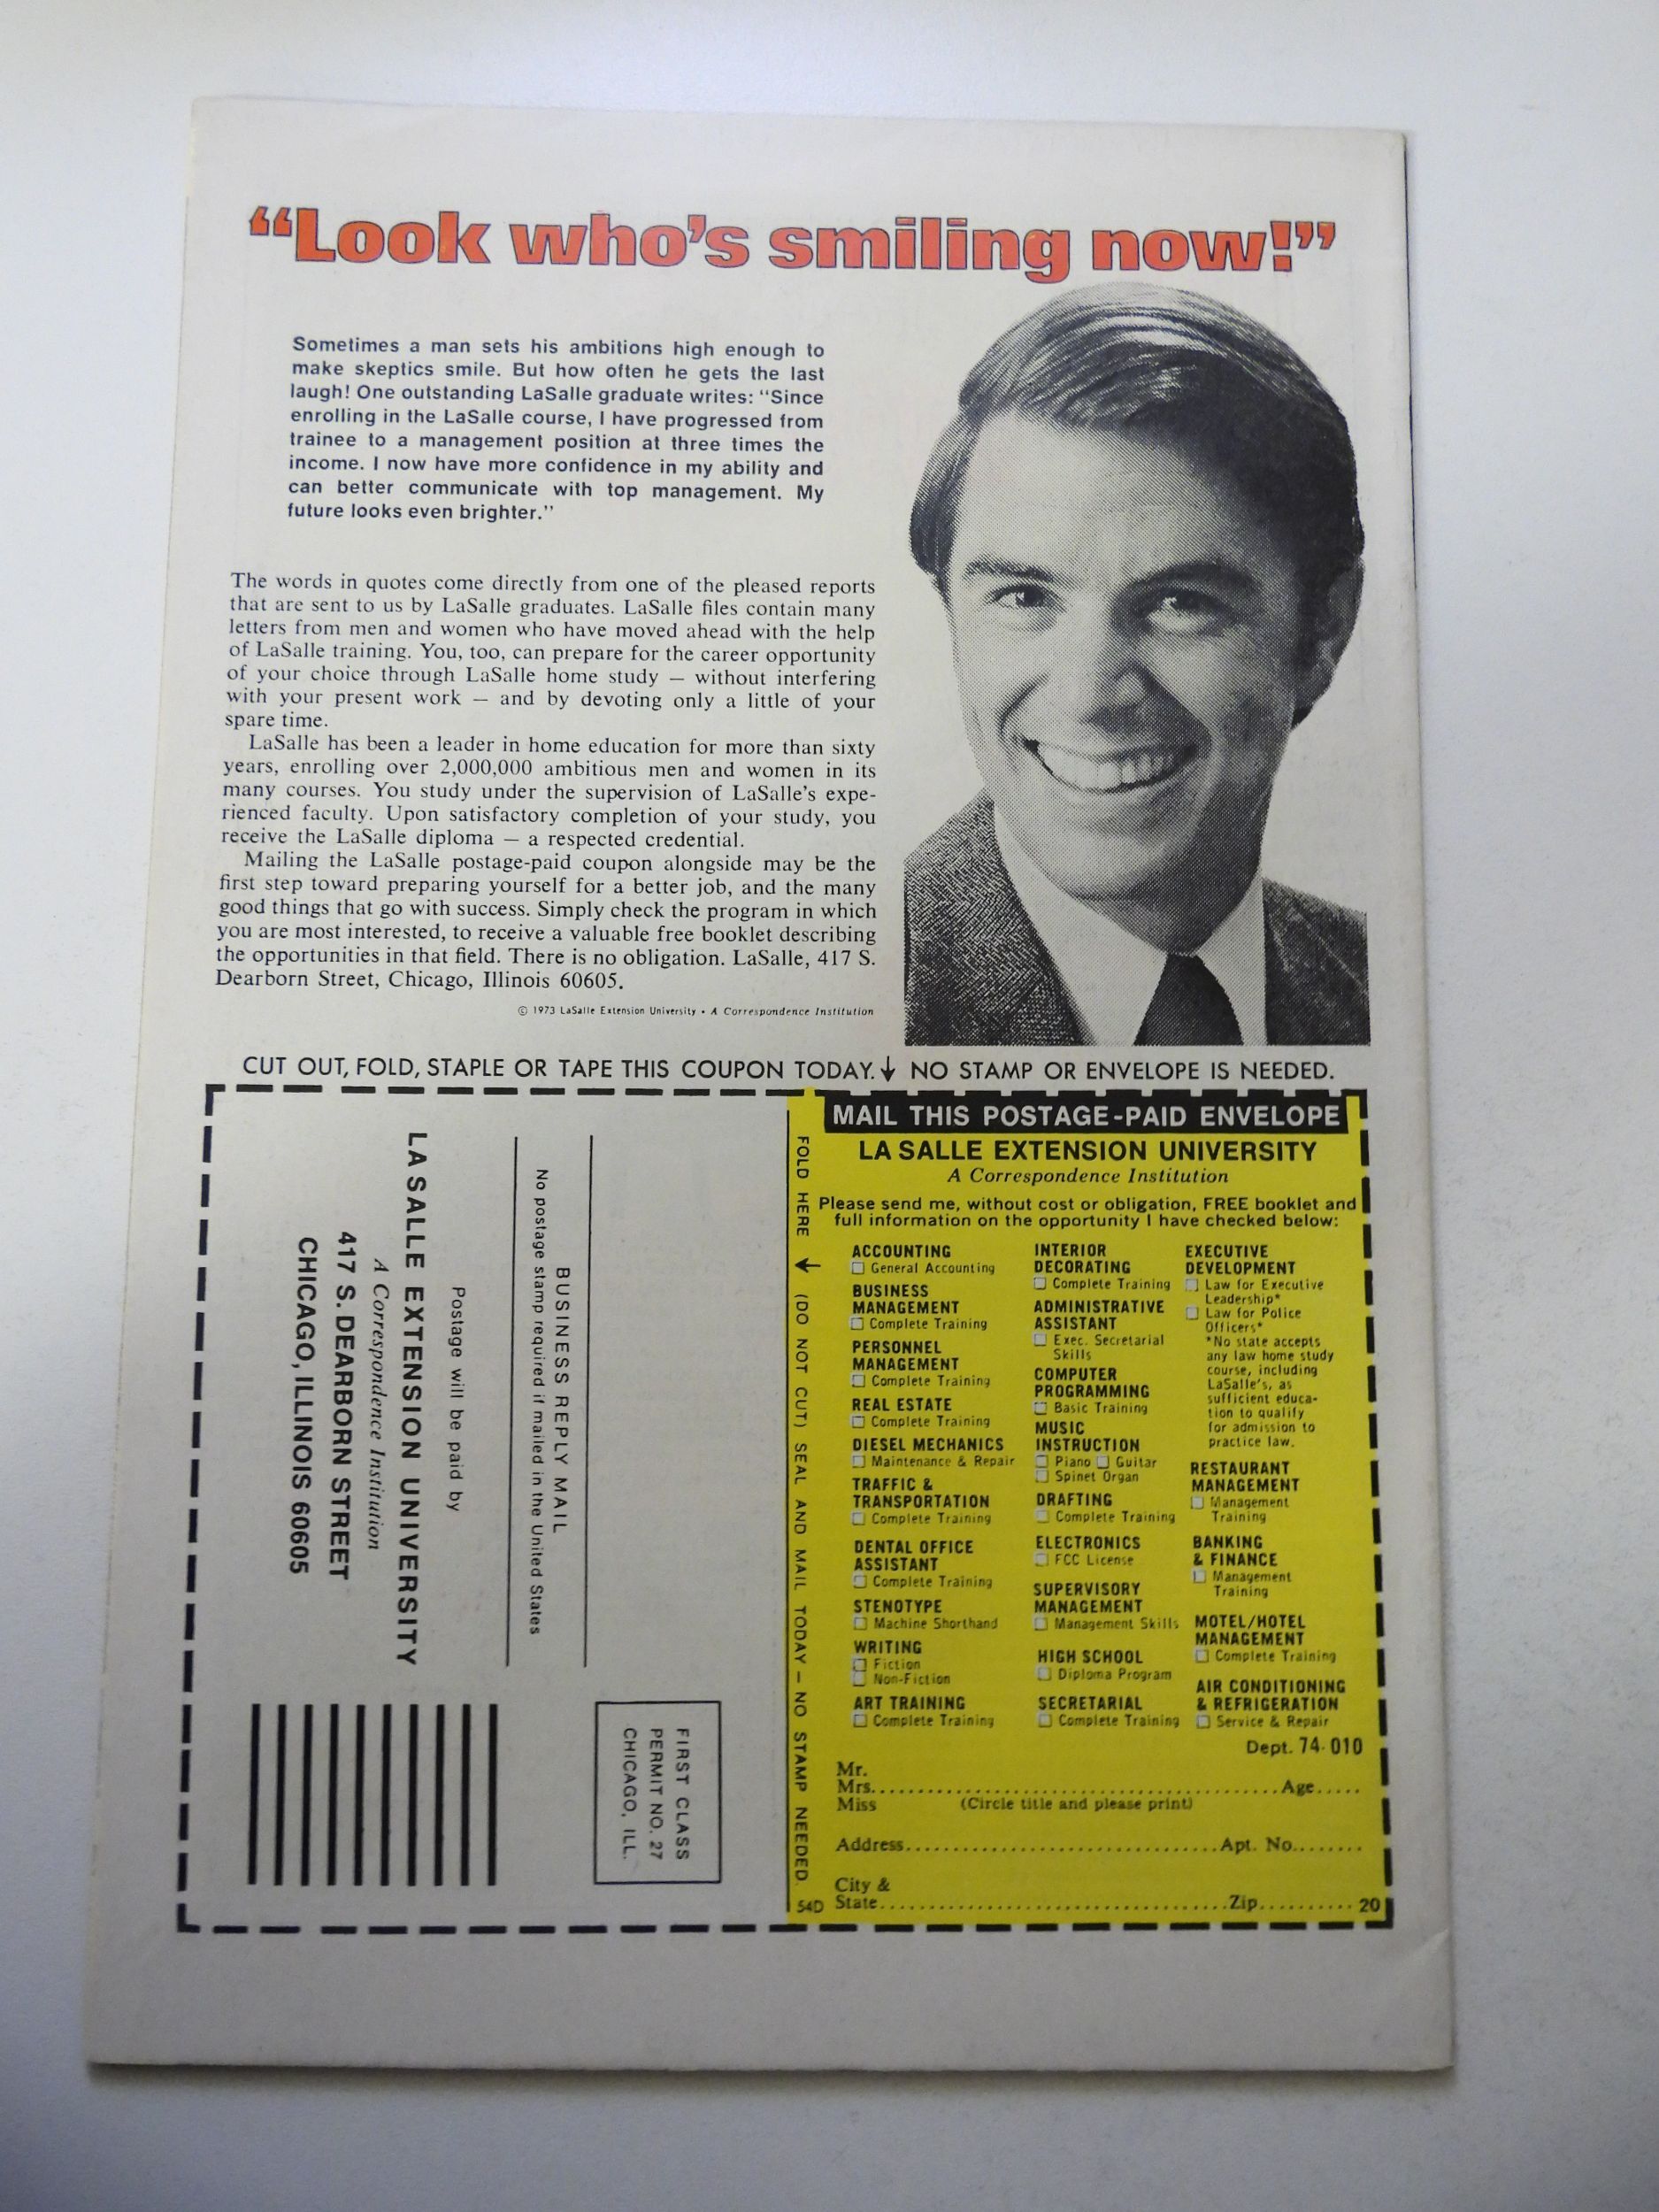 “Look who’s smiling now!”
Sometimes a man sets his ambitions high enough to
make skeptics smile. But how often he gets the last
laugh! One outstanding LaSalle graduate writes: “Since
enrolling in the LaSalle course, I have progressed from
trainee to a management position at three times the
income. I now have more confidence in my ability and
can better communicate with top management. My
future looks even brighter.”
The words in quotes come directly from one of the pleased reports
that are sent to us by LaSalle graduates. LaSalle files contain many
letters from men and women who have moved ahead with the help
of LaSalle training. You, too, can prepare for the career opportunity
of your choice through LaSalle home study — without interfering
with your present work — and by devoting only a little of your
spare time.
LaSalle has been a leader in home education for more than sixty
years, enrolling over 2,000,000 ambitious men and women in its
many courses. You study under the supervision of LaSalle’s expe-
rienced faculty. Upon satisfactory completion of your study, you
receive the LaSalle diploma — a respected credential.
Mailing the LaSalle postage-paid coupon alongside may be the
first step toward preparing yourself for a better job, and the many
good things that go with success. Simply check the program in which
you are most interested, to receive a valuable free booklet describing
the opportunities in that field. There is no obligation. LaSalle, 417 S.
Dearborn Street, Chicago, Illinois 60605.
© 1973 LaSalle Extension University • A Correspondence Institution
CUT OUT, FOLD, STAPLE OR TAPE THIS COUPON TODAY. ↓ NO STAMP OR ENVELOPE IS NEEDED.
FIRST CLASS
PERMIT NO. 27
CHICAGO, ILL.
BUSINESS REPLY MAIL
No postage stamp required if mailed in the United States
Postage will be paid by
LA SALLE EXTENSION UNIVERSITY
A Correspondence Institution
417 S. DEARBORN STREET
CHICAGO, ILLINOIS 60605
FOLD HERE ↓ (DO NOT CUT) SEAL AND MAIL TODAY – NO STAMP NEEDED.
54D
MAIL THIS POSTAGE-PAID ENVELOPE
LA SALLE EXTENSION UNIVERSITY
A Correspondence Institution
Please send me, without cost or obligation, FREE booklet and
full information on the opportunity I have checked below:
ACCOUNTING
☐ General Accounting
BUSINESS
MANAGEMENT
☐ Complete Training
PERSONNEL
MANAGEMENT
☐ Complete Training
REAL ESTATE
☐ Complete Training
DIESEL MECHANICS
☐ Maintenance & Repair
TRAFFIC &
TRANSPORTATION
☐ Complete Training
DENTAL OFFICE
ASSISTANT
☐ Complete Training
STENOTYPE
☐ Machine Shorthand
WRITING
☐ Fiction
☐ Non-Fiction
ART TRAINING
☐ Complete Training
INTERIOR
DECORATING
☐ Complete Training
ADMINISTRATIVE
ASSISTANT
☐ Exec. Secretarial
Skills
COMPUTER
PROGRAMMING
☐ Basic Training
MUSIC
INSTRUCTION
☐ Piano ☐ Guitar
☐ Spinet Organ
DRAFTING
☐ Complete Training
ELECTRONICS
☐ FCC License
SUPERVISORY
MANAGEMENT
☐ Management Skills
HIGH SCHOOL
☐ Diploma Program
SECRETARIAL
☐ Complete Training
EXECUTIVE
DEVELOPMENT
☐ Law for Executive
Leadership*
☐ Law for Police
Officers*
*No state accepts
any law home study
course, including
LaSalle’s, as
sufficient educa-
tion to qualify
for admission to
practice law.
RESTAURANT
MANAGEMENT
☐ Management
Training
BANKING
& FINANCE
☐ Management
Training
MOTEL/HOTEL
MANAGEMENT
☐ Complete Training
AIR CONDITIONING
& REFRIGERATION
☐ Service & Repair
Dept. 74-010
Mr.
Mrs. Age
Miss (Circle title and please print)
Address Apt. No.
City &
State Zip 20